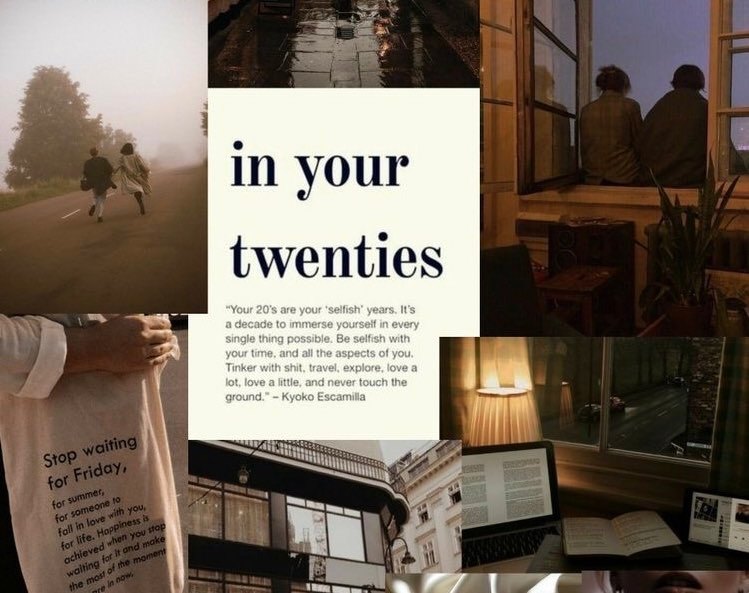 in your
twenties
“Your 20's are your 'selfish' years. It's
a decade to immerse yourself in every
single thing possible. Be selfish with
your time, and all the aspects of you.
Tinker with shit, travel, explore, love a
lot, love a little, and never touch the
ground.” – Kyoko Escamilla
Stop waiting
for Friday,
for summer,
for someone to
fall in love with you,
for life. Happiness is
achieved when you stop
waiting for it and make
the most of the moment
are in now.